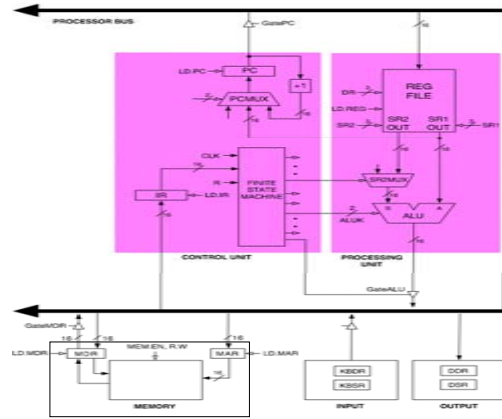 PROCESSOR BUS
GatePC
16
LD.PC
PC
+1
2
PCMUX
16
REG
FILE
DR
LD.REG
SR2
3
SR2
OUT
SR1
OUT
3
SR1
16
16
CLK
16
R
FINITE
STATE
MACHINE
IR
LD.IR
16
SR2MUX
16
B
A
2
ALUK
ALU
16
CONTROL UNIT
PROCESSING
UNIT
GateALU
GateMDR
16
16
16
LD.MDR
MDR
MEM.EN, R.W
MAR
LD.MAR
16
MEMORY
KBDR
KBSR
INPUT
DDR
DSR
OUTPUT